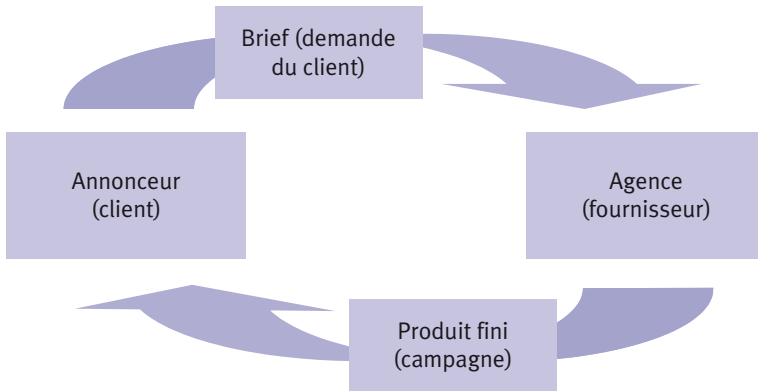 Brief (demande
du client)
Annonceur
(client)
Agence
(fournisseur)
Produit fini
(campagne)